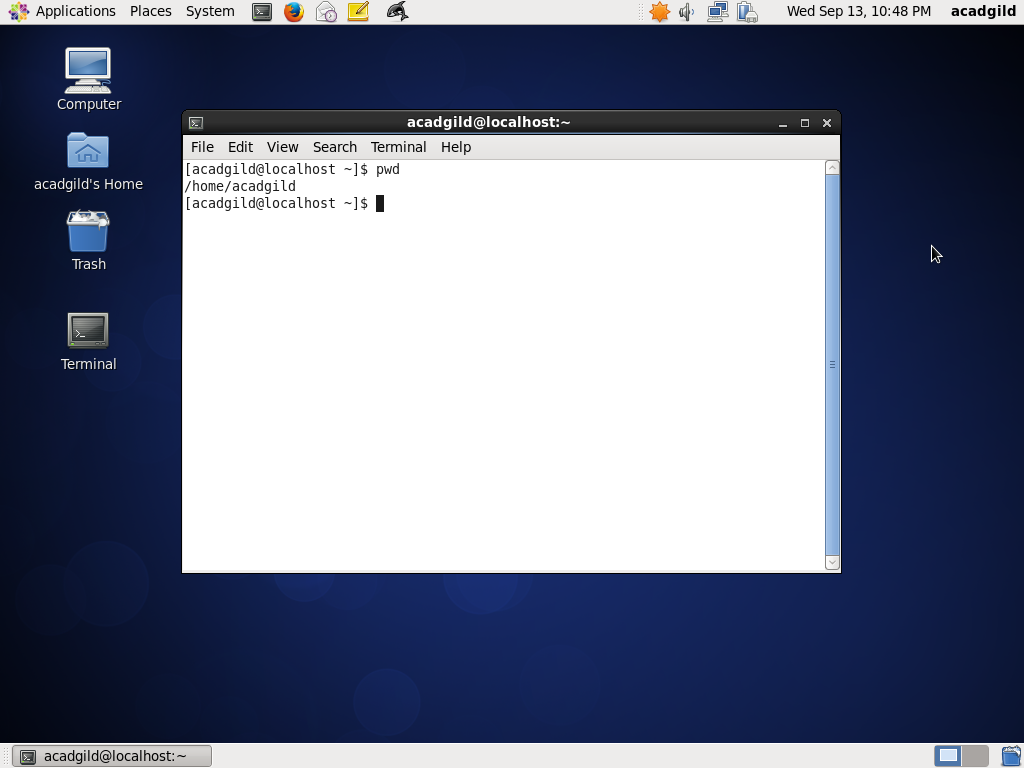 Applications Places System Wed Sep 13, 10:48 PM acadgild
Computer
acadgild's Home
Trash
Terminal
acadgild@localhost:~
File Edit View Search Terminal Help
[acadgild@localhost ~]$ pwd
/home/acadgild
[acadgild@localhost ~]$
acadgild@localhost:~